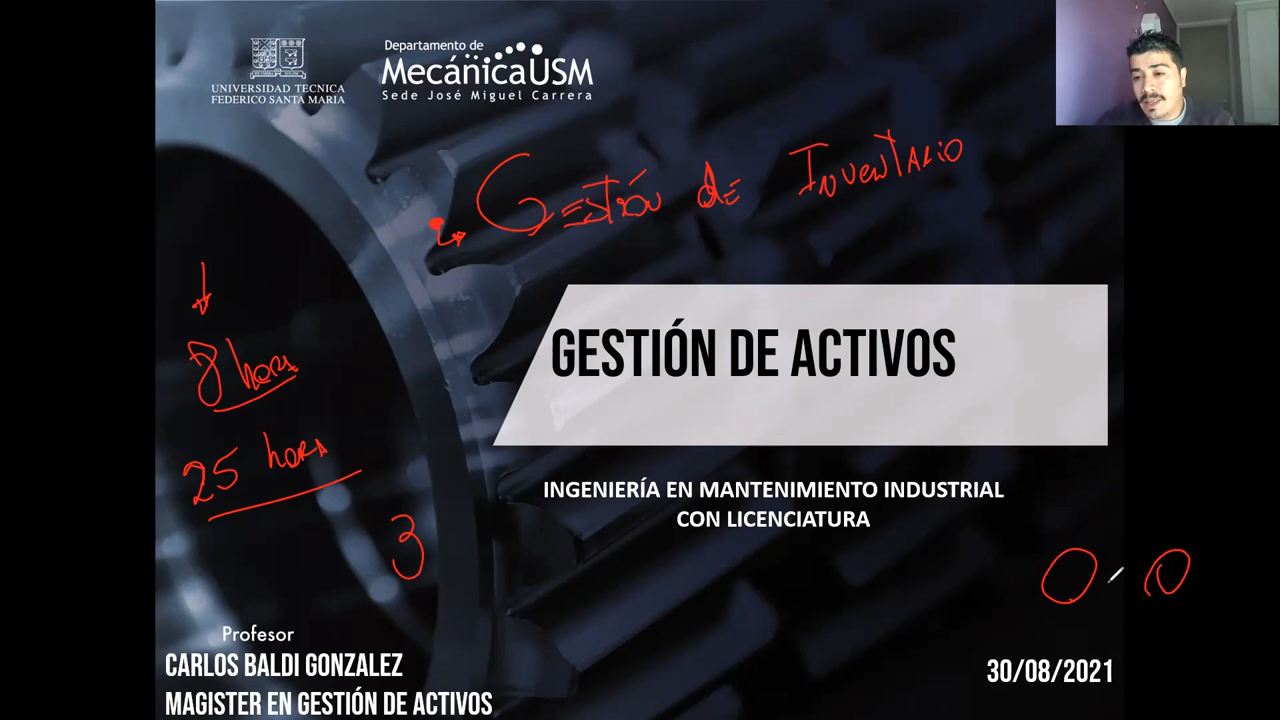 UNIVERSIDAD TECNICA
FEDERICO SANTA MARIA
Departamento de
MecánicaUSM
Sede José Miguel Carrera
Gestión de Inventario
8 hora
25 hora
3
GESTIÓN DE ACTIVOS
INGENIERÍA EN MANTENIMIENTO INDUSTRIAL
CON LICENCIATURA
Profesor
CARLOS BALDI GONZALEZ
MAGISTER EN GESTIÓN DE ACTIVOS
30/08/2021